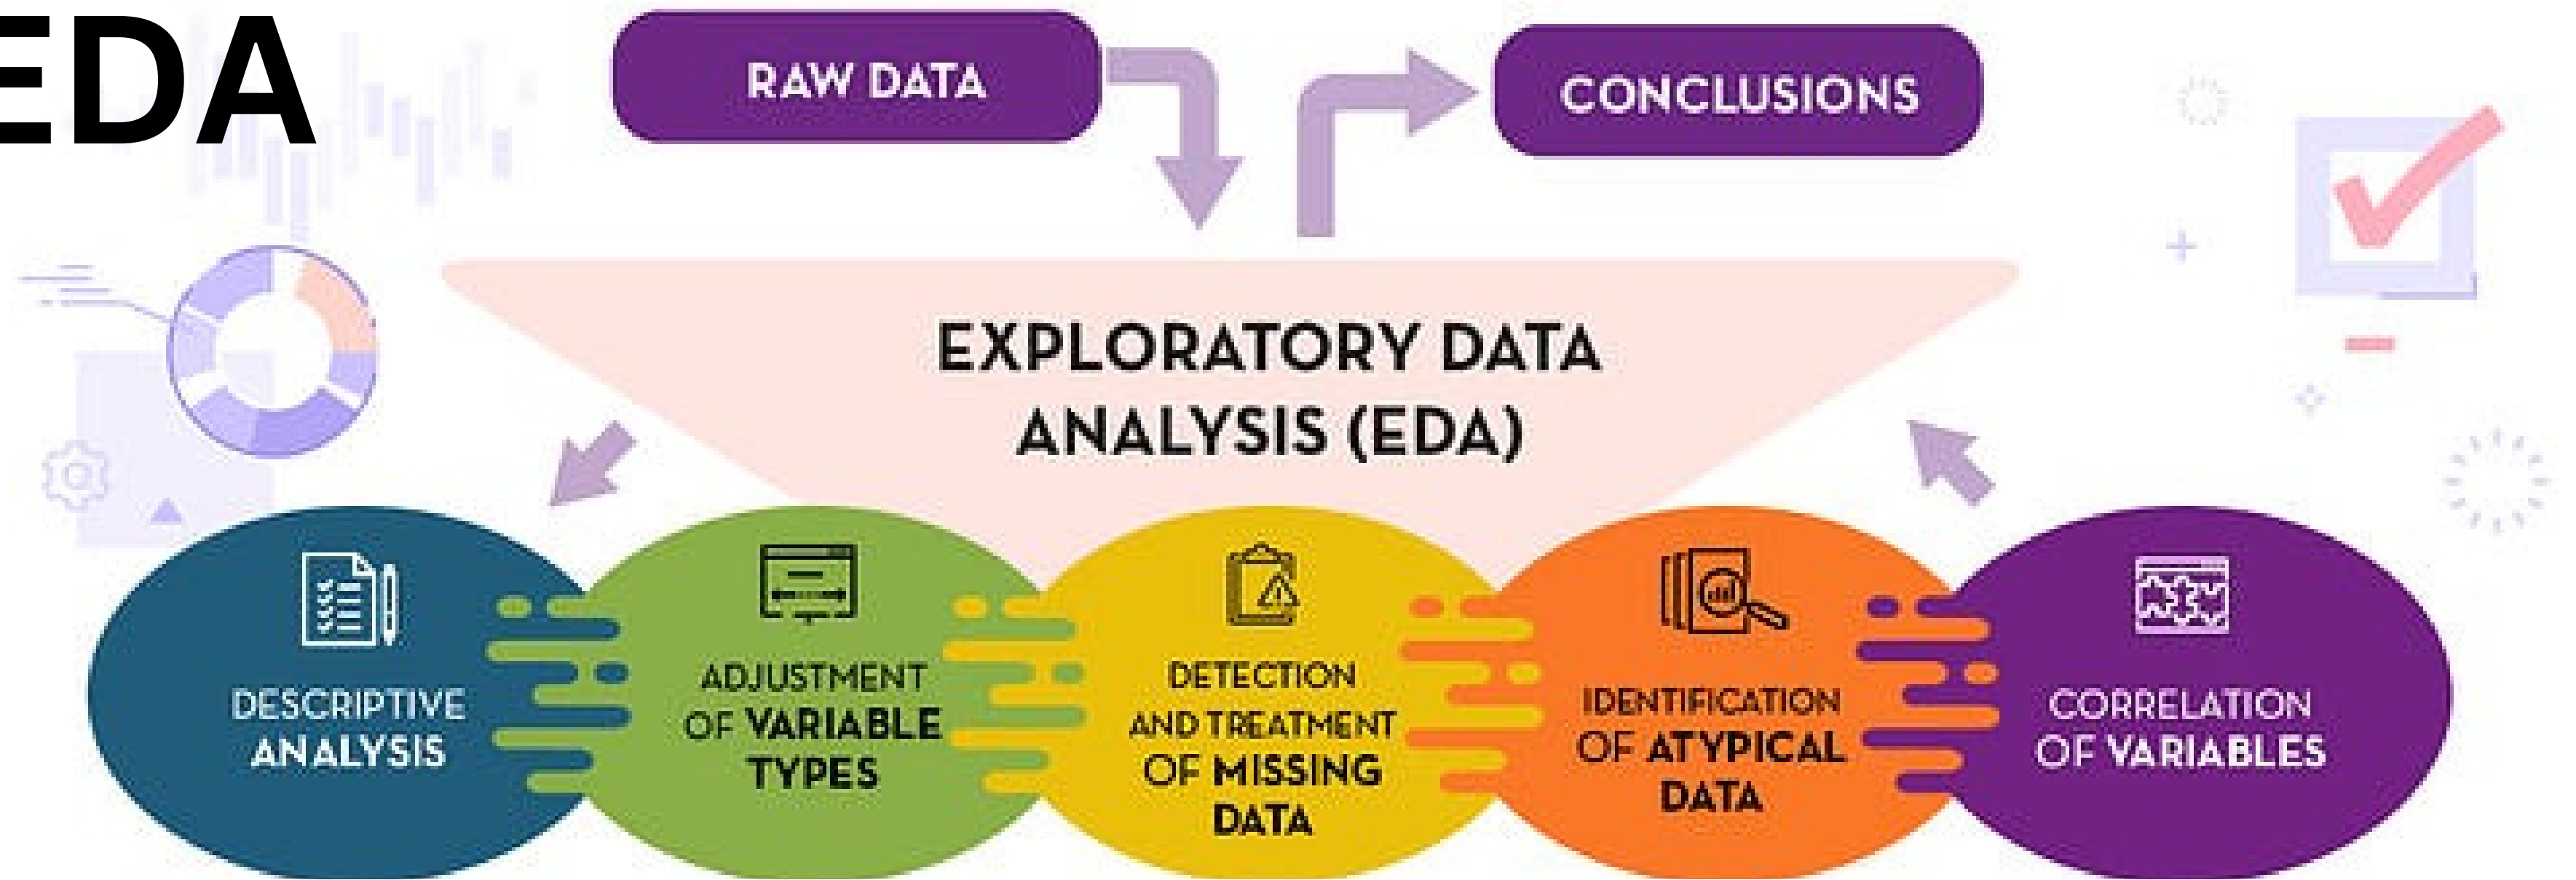 EDA
RAW DATA
CONCLUSIONS
EXPLORATORY DATA
ANALYSIS (EDA)
DESCRIPTIVE
ANALYSIS
ADJUSTMENT
OF VARIABLE
TYPES
DETECTION
AND TREATMENT
OF MISSING
DATA
IDENTIFICATION
OF ATYPICAL
DATA
CORRELATION
OF VARIABLES